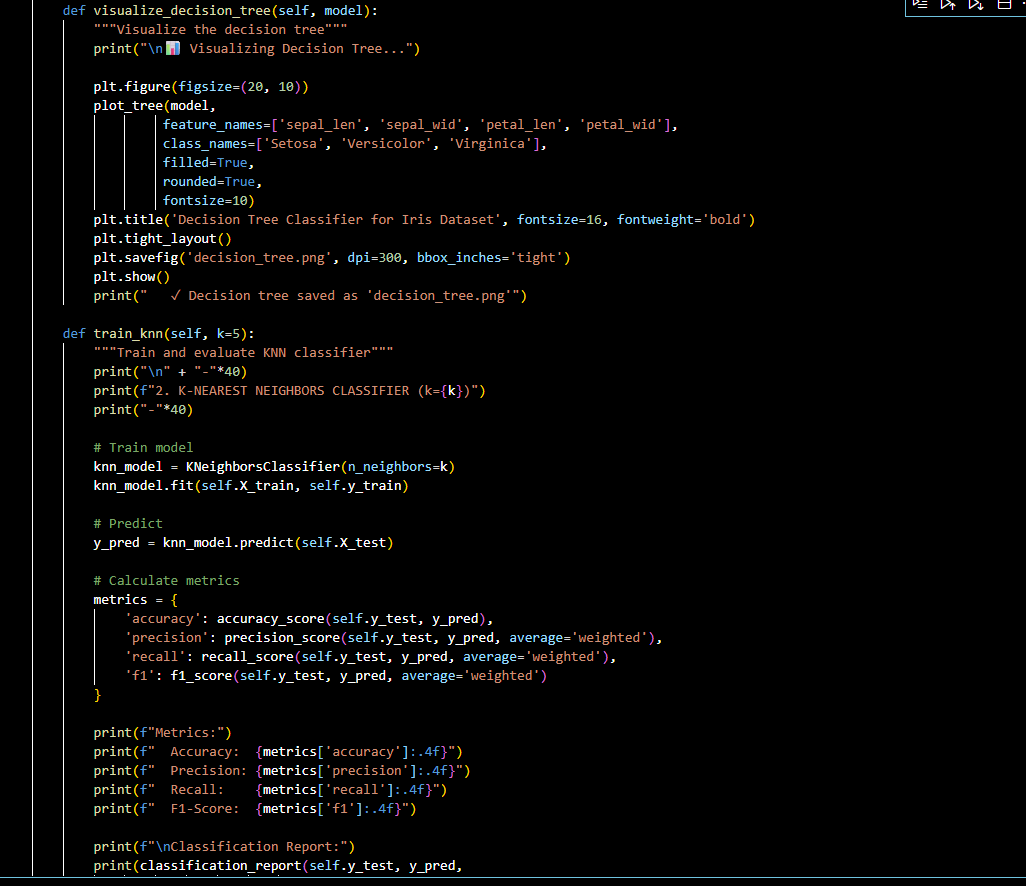 def visualize_decision_tree(self, model):
    """Visualize the decision tree"""
    print("\n📊 Visualizing Decision Tree...")

    plt.figure(figsize=(20, 10))
    plot_tree(model,
             feature_names=['sepal_len', 'sepal_wid', 'petal_len', 'petal_wid'],
             class_names=['Setosa', 'Versicolor', 'Virginica'],
             filled=True,
             rounded=True,
             fontsize=10)
    plt.title('Decision Tree Classifier for Iris Dataset', fontsize=16, fontweight='bold')
    plt.tight_layout()
    plt.savefig('decision_tree.png', dpi=300, bbox_inches='tight')
    plt.show()
    print("   ✓ Decision tree saved as 'decision_tree.png'")

def train_knn(self, k=5):
    """Train and evaluate KNN classifier"""
    print("\n" + "-"*40)
    print(f"2. K-NEAREST NEIGHBORS CLASSIFIER (k={k})")
    print("-"*40)

    # Train model
    knn_model = KNeighborsClassifier(n_neighbors=k)
    knn_model.fit(self.X_train, self.y_train)

    # Predict
    y_pred = knn_model.predict(self.X_test)

    # Calculate metrics
    metrics = {
        'accuracy': accuracy_score(self.y_test, y_pred),
        'precision': precision_score(self.y_test, y_pred, average='weighted'),
        'recall': recall_score(self.y_test, y_pred, average='weighted'),
        'f1': f1_score(self.y_test, y_pred, average='weighted')
    }

    print(f"Metrics:")
    print(f"  Accuracy:  {metrics['accuracy']:.4f}")
    print(f"  Precision: {metrics['precision']:.4f}")
    print(f"  Recall:    {metrics['recall']:.4f}")
    print(f"  F1-Score:  {metrics['f1']:.4f}")

    print(f"\nClassification Report:")
    print(classification_report(self.y_test, y_pred,